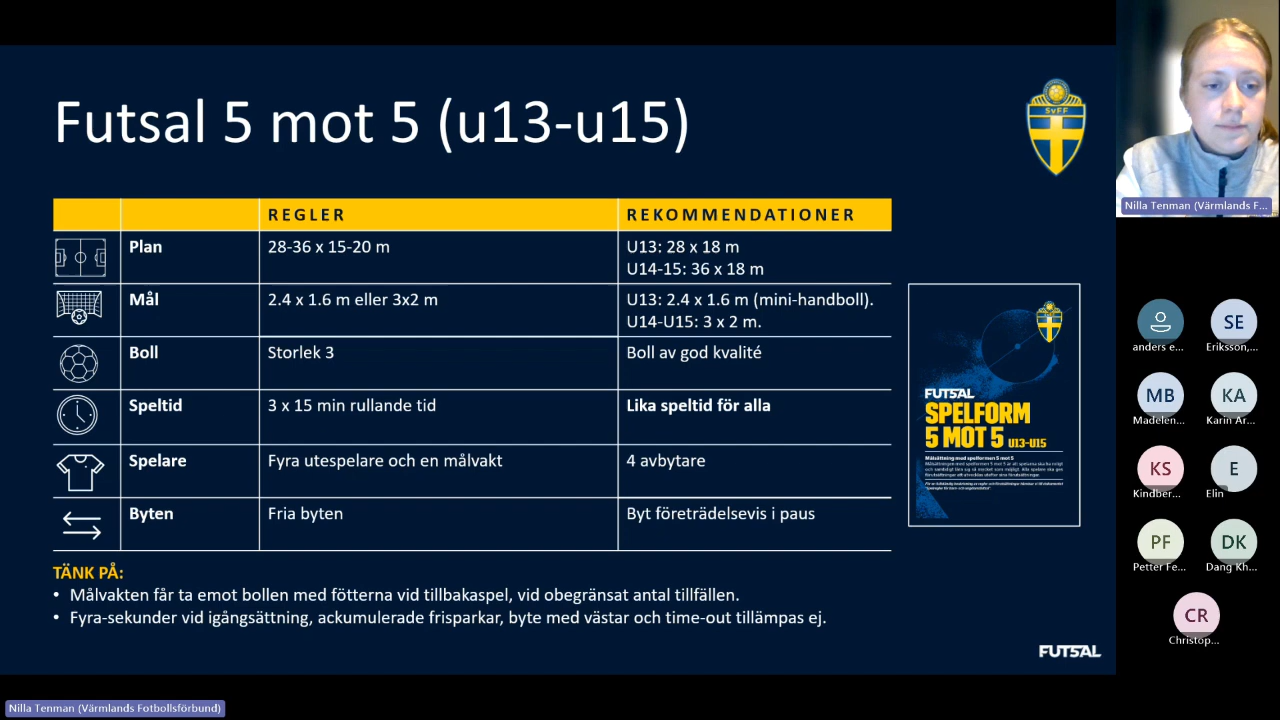 Futsal 5 mot 5 (u13-u15)
SvFF
REGLER
REKOMMENDATIONER
Plan
28-36 x 15-20 m
U13: 28 x 18 m
U14-15: 36 x 18 m
Mål
2.4 x 1.6 m eller 3x2 m
U13: 2.4 x 1.6 m (mini-handboll).
U14-U15: 3 x 2 m.
Boll
Storlek 3
Boll av god kvalité
Speltid
3 x 15 min rullande tid
Lika speltid för alla
Spelare
Fyra utespelare och en målvakt
4 avbytare
Byten
Fria byten
Byt företrädelsevis i paus
TÄNK PÅ:
• Målvakten får ta emot bollen med fötterna vid tillbakaspel, vid obegränsat antal tillfällen.
• Fyra-sekunder vid igångsättning, ackumulerade frisparkar, byte med västar och time-out tillämpas ej.
FUTSAL
SPELFORM
5 MOT 5 U13-U15
Målsättning med spelformen 5 mot 5
FUTSAL
Nilla Tenman (Värmlands F...
anders e...
SE
Eriksson,...
MB
Madelen...
KA
Karin Ar...
KS
Kindber...
E
Elin
PF
Petter Fe...
DK
Dang Kh...
CR
Christop...
Nilla Tenman (Värmlands Fotbollsförbund)